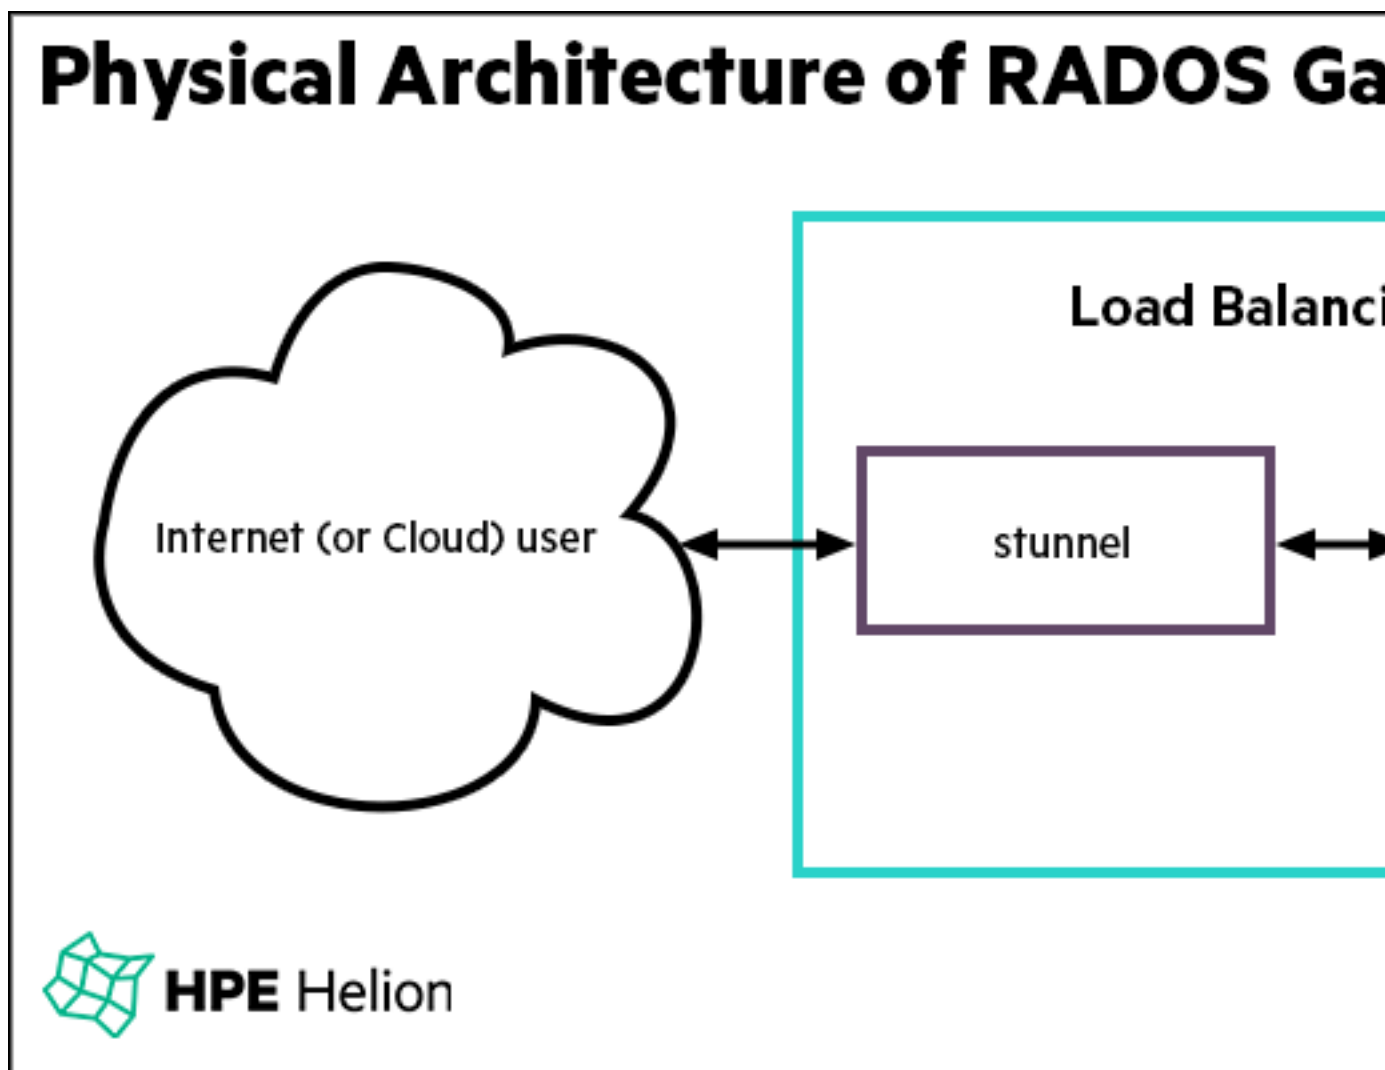 Physical Architecture of RADOS Ga
Load Balanci
Internet (or Cloud) user
stunnel
HPE Helion